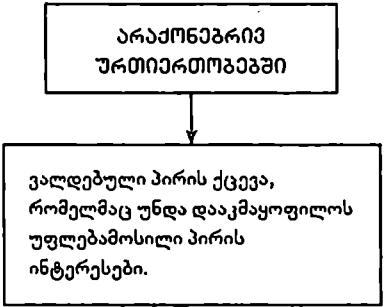 არაქონებრივ
ურთიერთობებში
ვალდებული პირის ქცევა,
რომელმაც უნდა დააკმაყოფილოს
უფლებამოსილი პირის
ინტერესები.